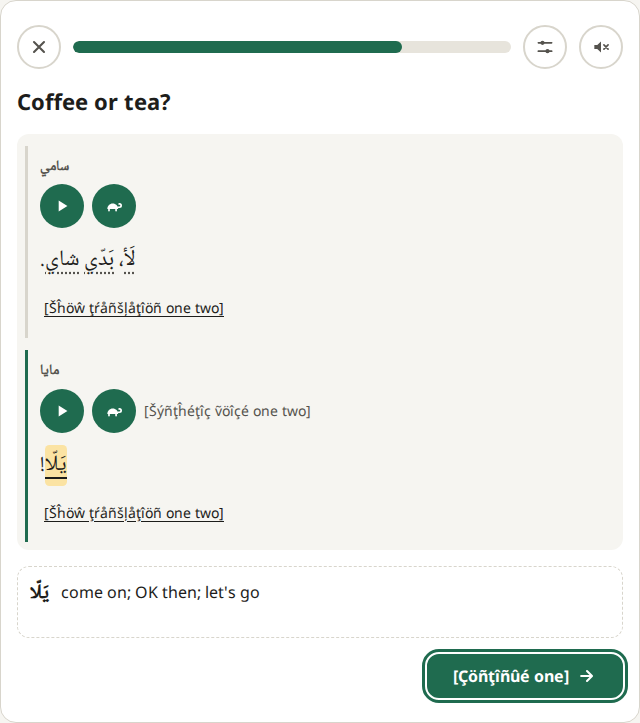 Coffee or tea?
سامي
لَأ، بَدّي شاي.
[Šĥöŵ ţŕåñšļåţîöñ one two]
مايا
[Šýñţĥéţîç ṽöîçé one two]
يَلّا!
[Šĥöŵ ţŕåñšļåţîöñ one two]
يَلّا come on; OK then; let's go
[Çöñţîñûé one]